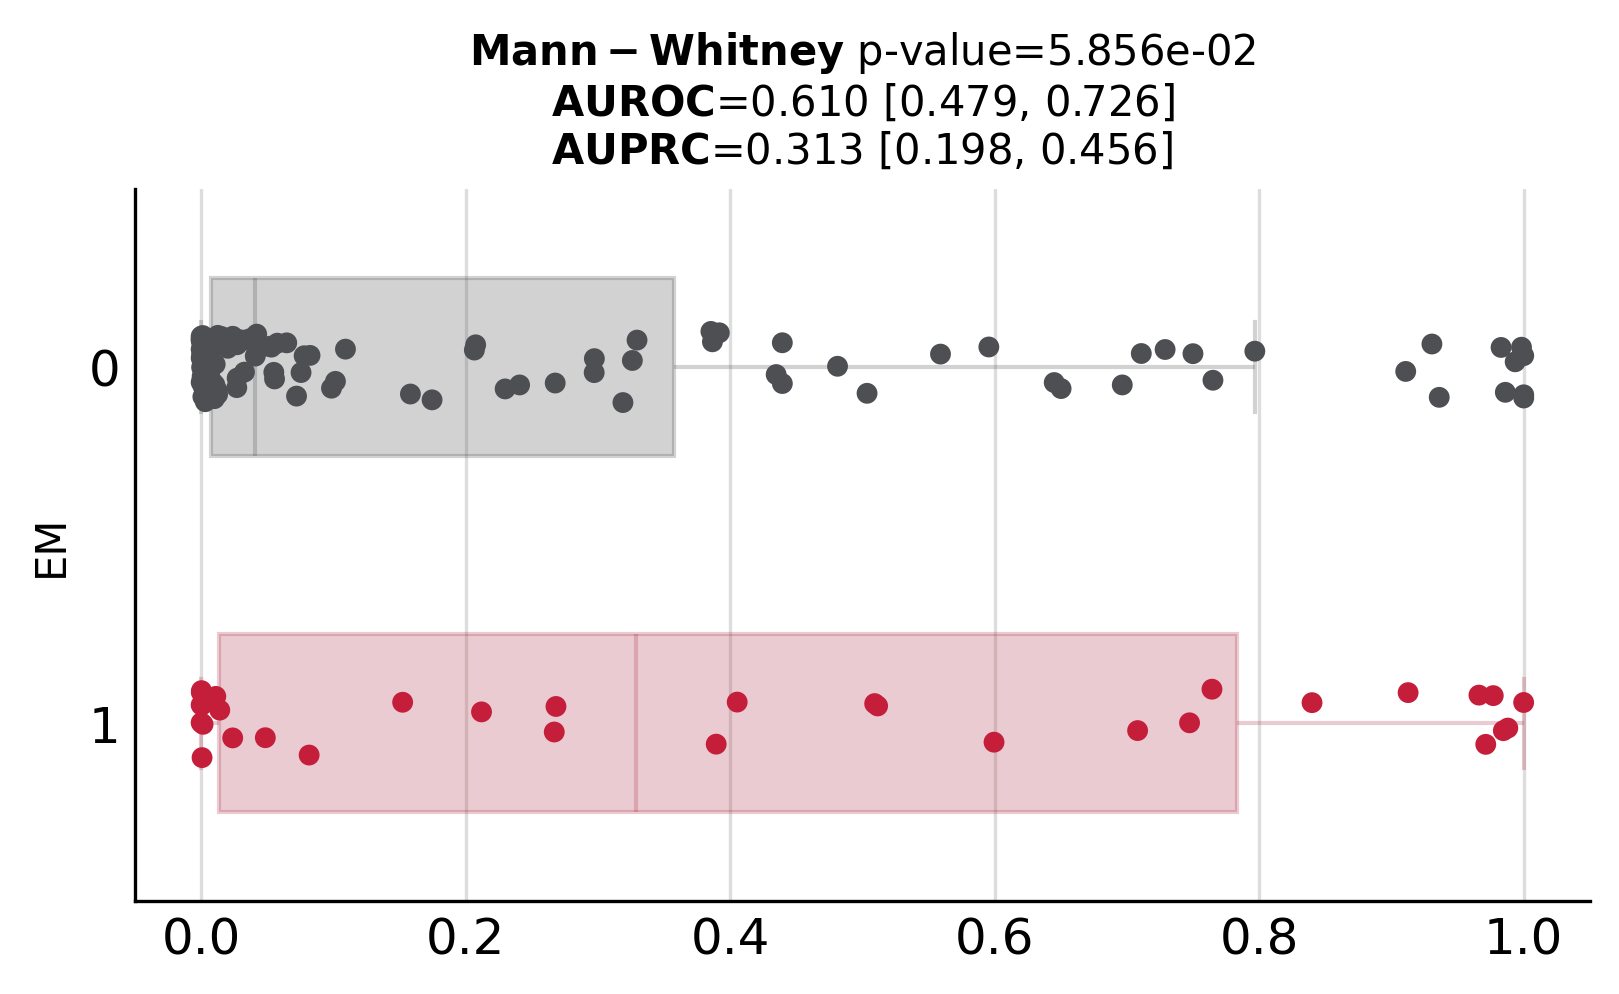 Mann − Whitney p-value=5.856e-02
AUROC=0.610 [0.479, 0.726]
AUPRC=0.313 [0.198, 0.456]
0
EM
1
0.0 0.2 0.4 0.6 0.8 1.0